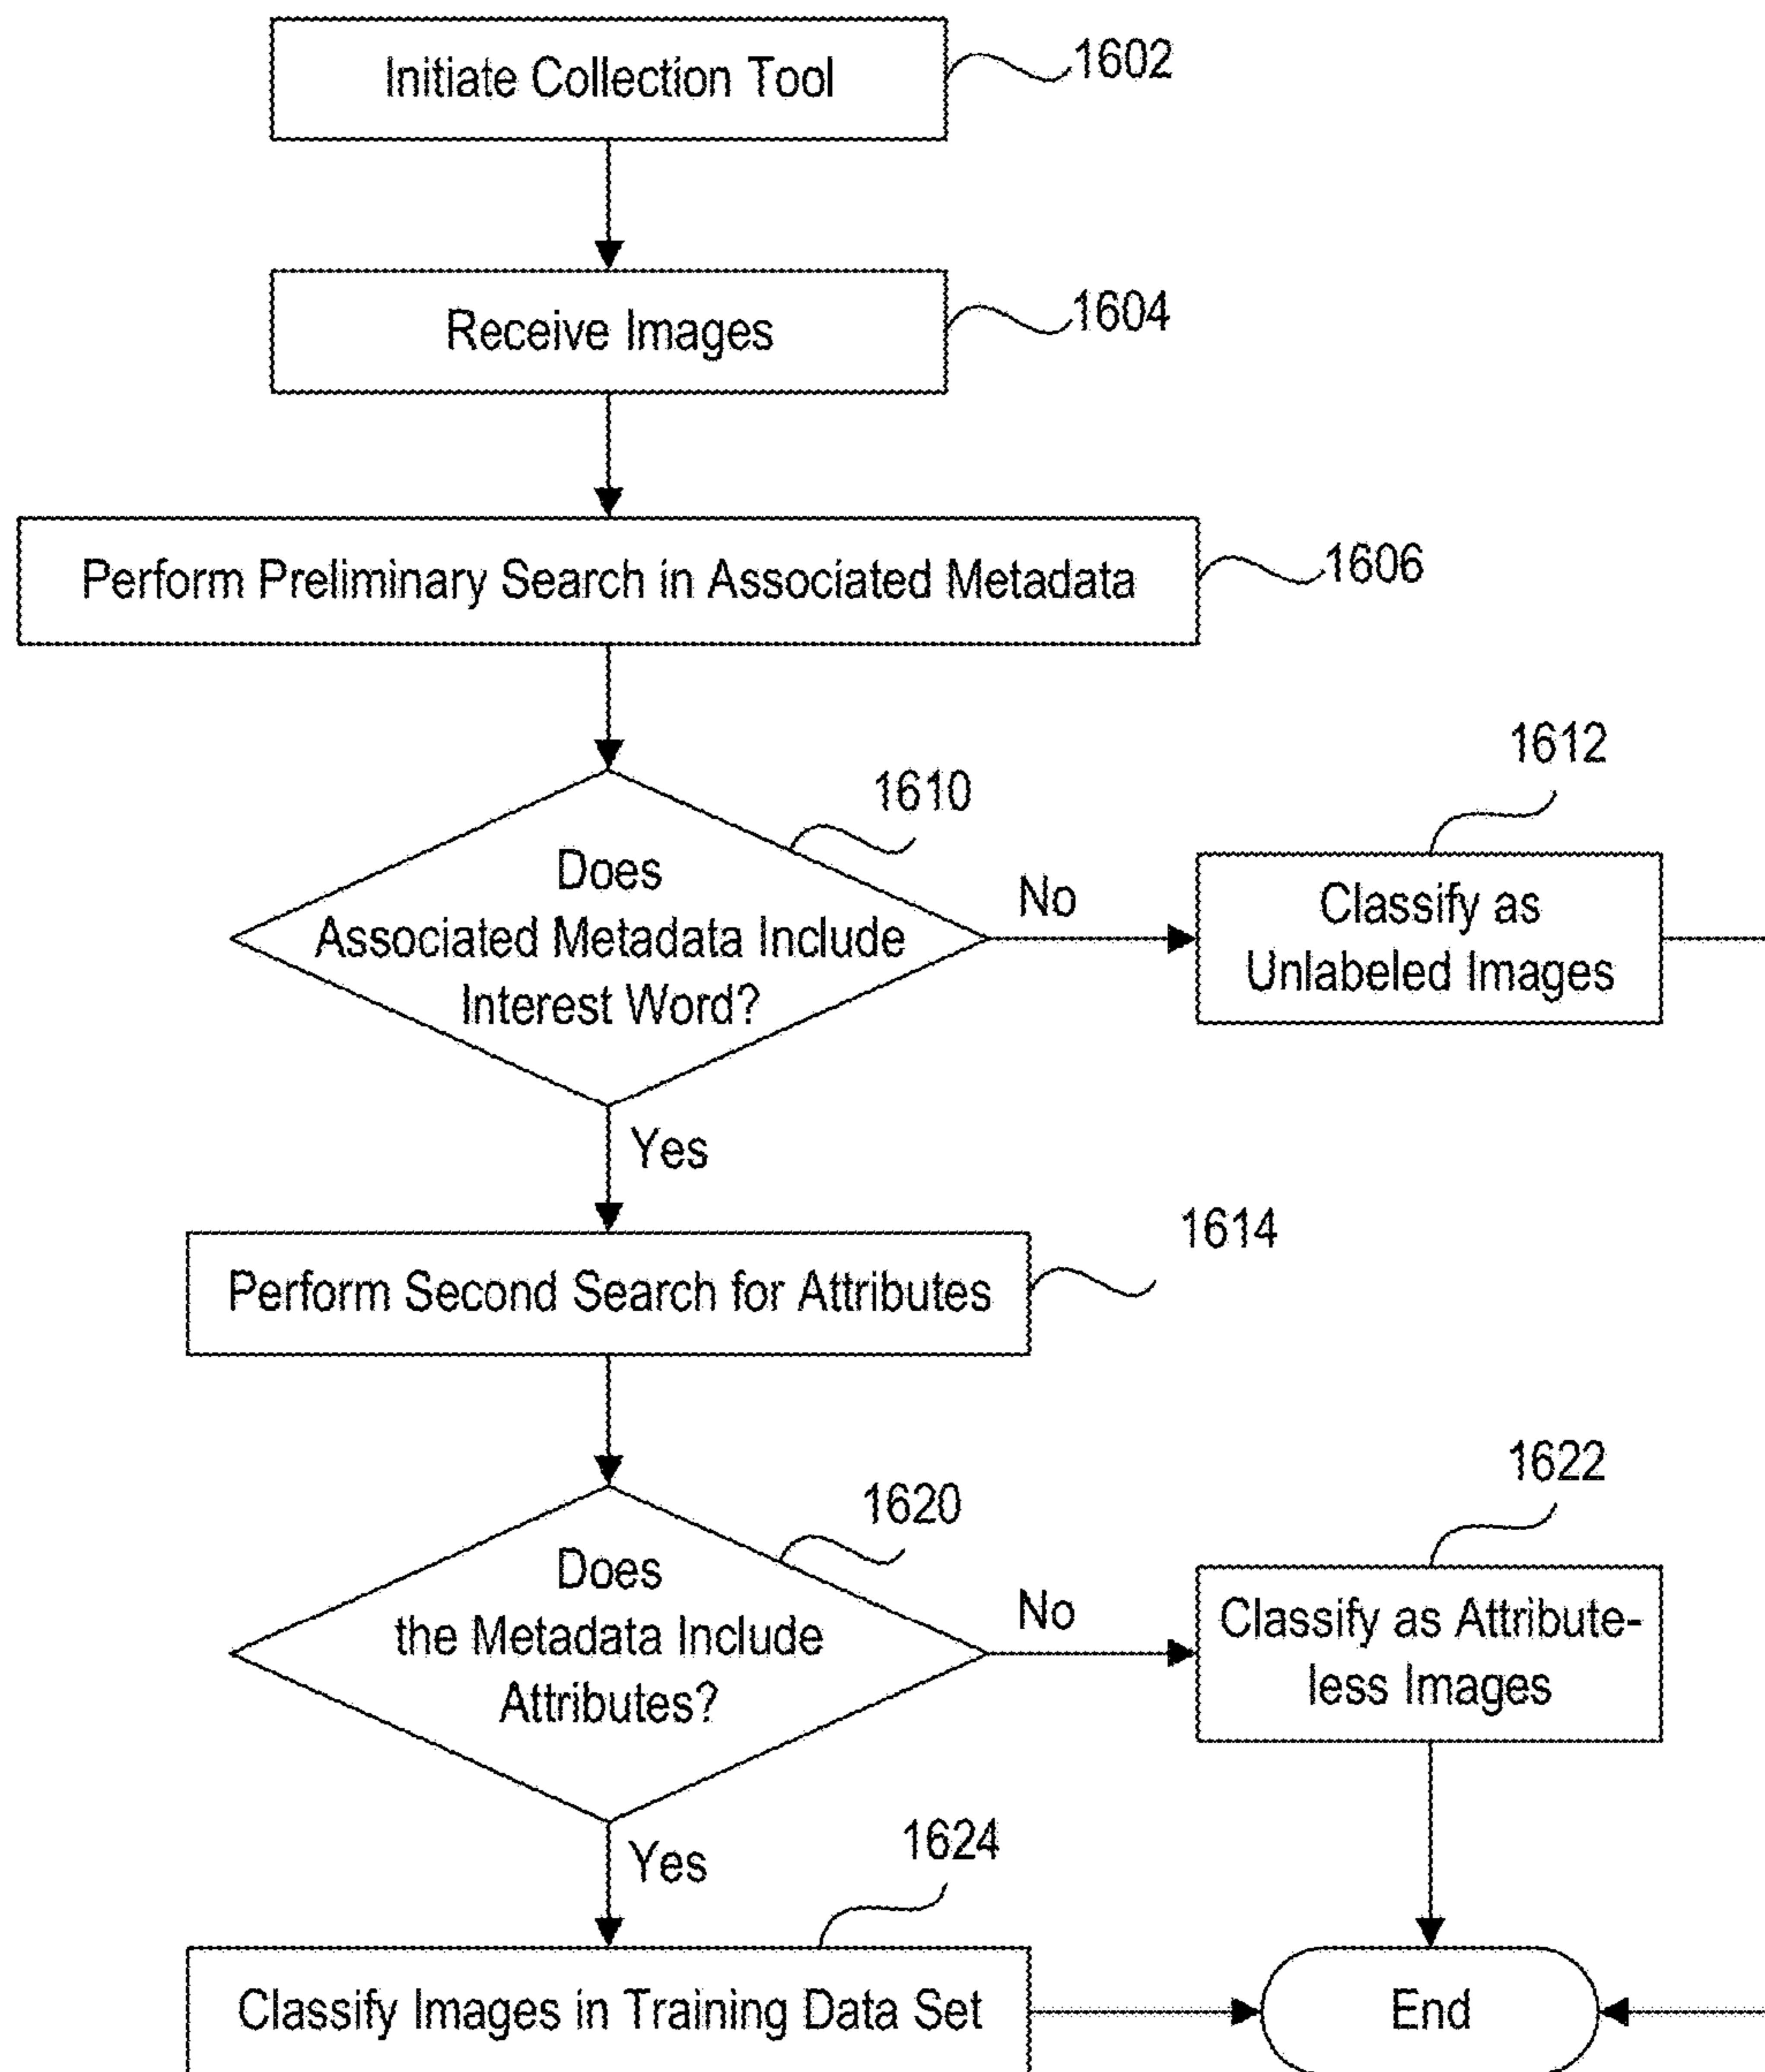 Initiate Collection Tool
1602
Receive Images
1604
Perform Preliminary Search in Associated Metadata
1606
1610
Does
Associated Metadata Include
Interest Word?
No
1612
Classify as
Unlabeled Images
Yes
1614
Perform Second Search for Attributes
1620
Does
the Metadata Include
Attributes?
No
1622
Classify as Attribute-
less Images
Yes
1624
Classify Images in Training Data Set
End